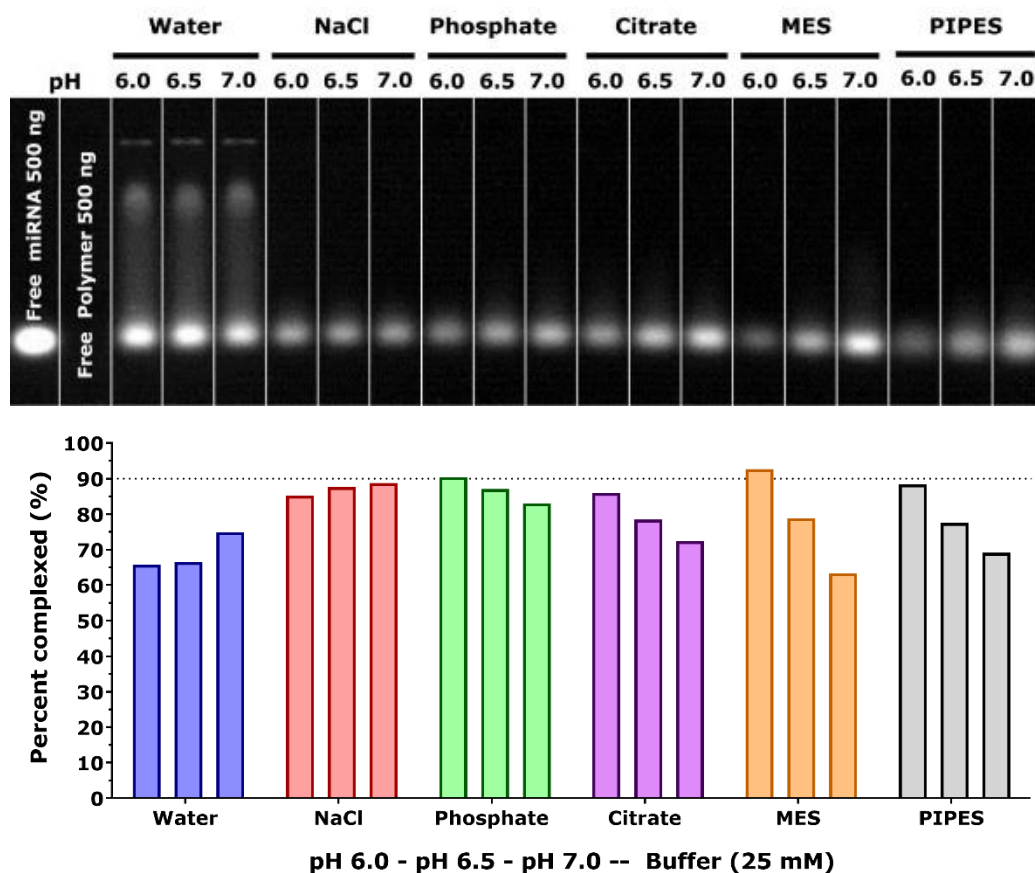 Water NaCl Phosphate Citrate MES PIPES
pH 6.0 6.5 7.0 6.0 6.5 7.0 6.0 6.5 7.0 6.0 6.5 7.0 6.0 6.5 7.0 6.0 6.5 7.0
Free miRNA 500 ng
Free Polymer 500 ng
Percent complexed (%)
100
90
80
70
60
50
40
30
20
10
0
Water NaCl Phosphate Citrate MES PIPES
pH 6.0 - pH 6.5 - pH 7.0 -- Buffer (25 mM)